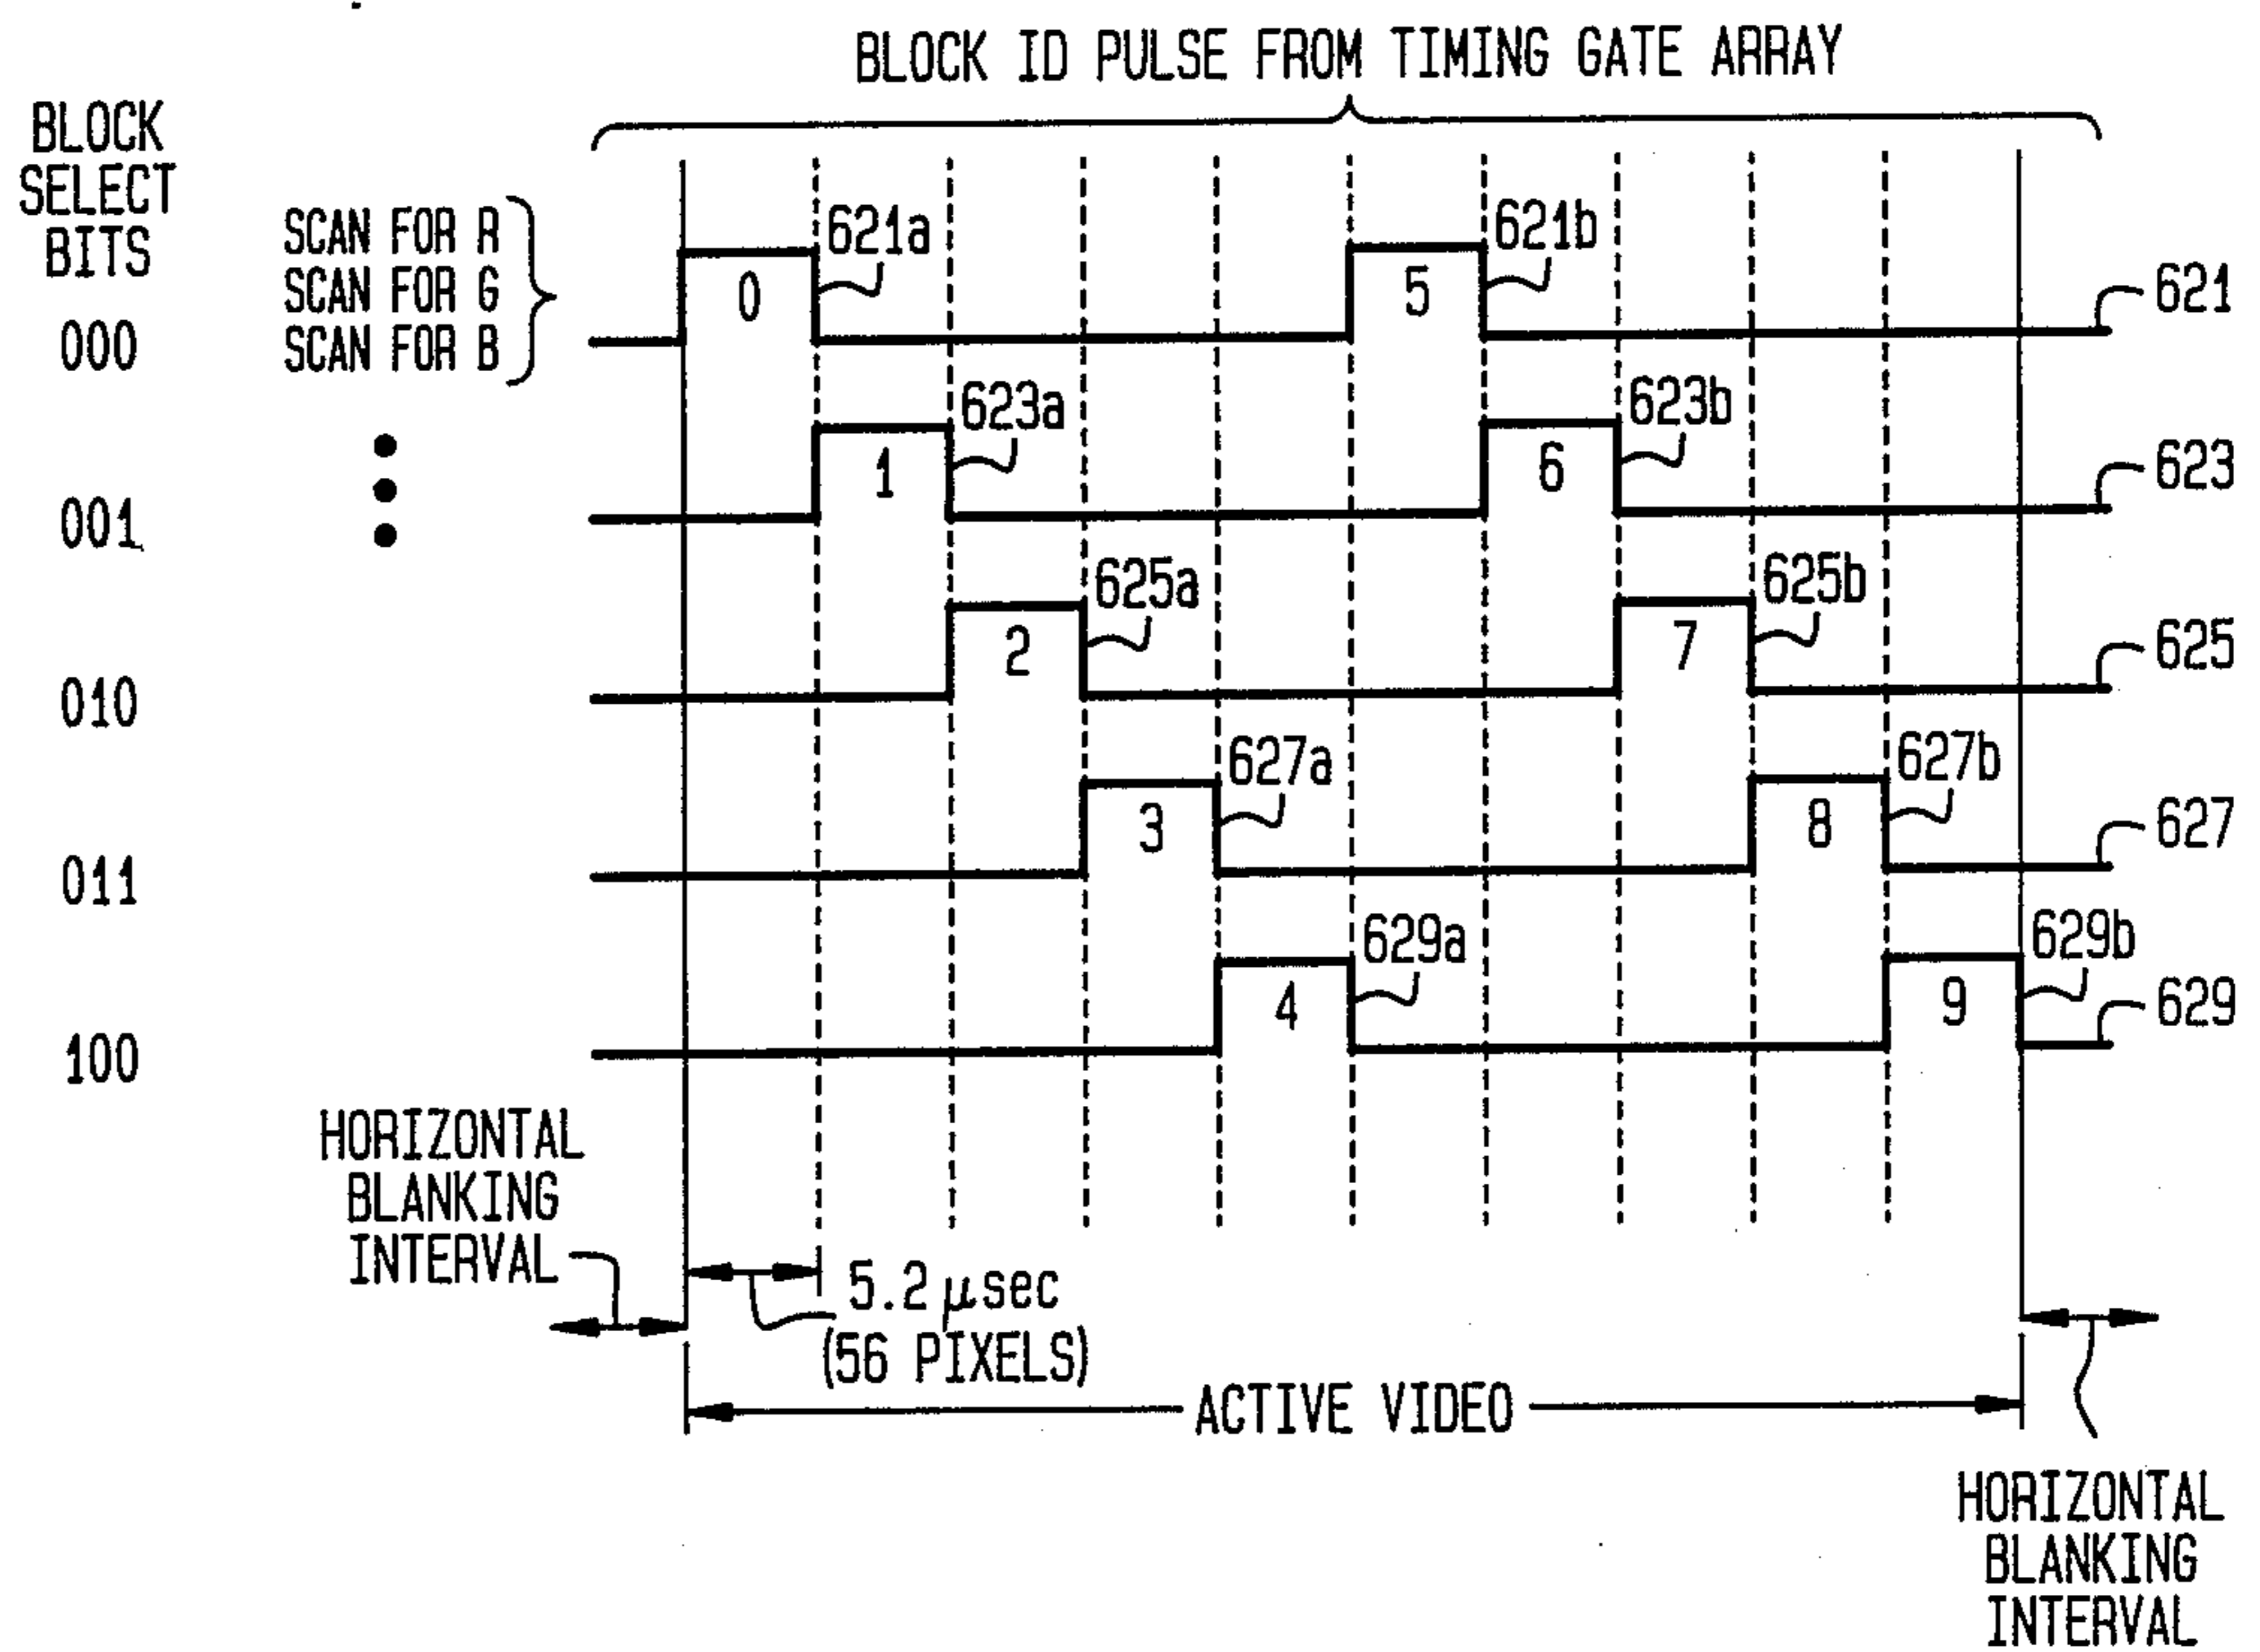 BLOCK ID PULSE FROM TIMING GATE ARRAY
BLOCK
SELECT
BITS
SCAN FOR R
SCAN FOR G
SCAN FOR B
000
0
621a
5
621b
621
001
1
623a
6
623b
623
010
2
625a
7
625b
625
011
3
627a
8
627b
627
100
4
629a
9
629b
629
HORIZONTAL
BLANKING
INTERVAL
5.2 μsec
(56 PIXELS)
ACTIVE VIDEO
HORIZONTAL
BLANKING
INTERVAL